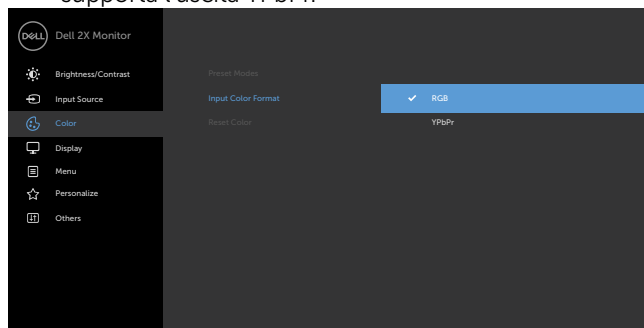 DELL
Dell 2X Monitor
Brightness/Contrast
Input Source
Color
Display
Menu
Personalize
Others
Preset Modes
Input Color Format
Reset Color
RGB
YPbPr